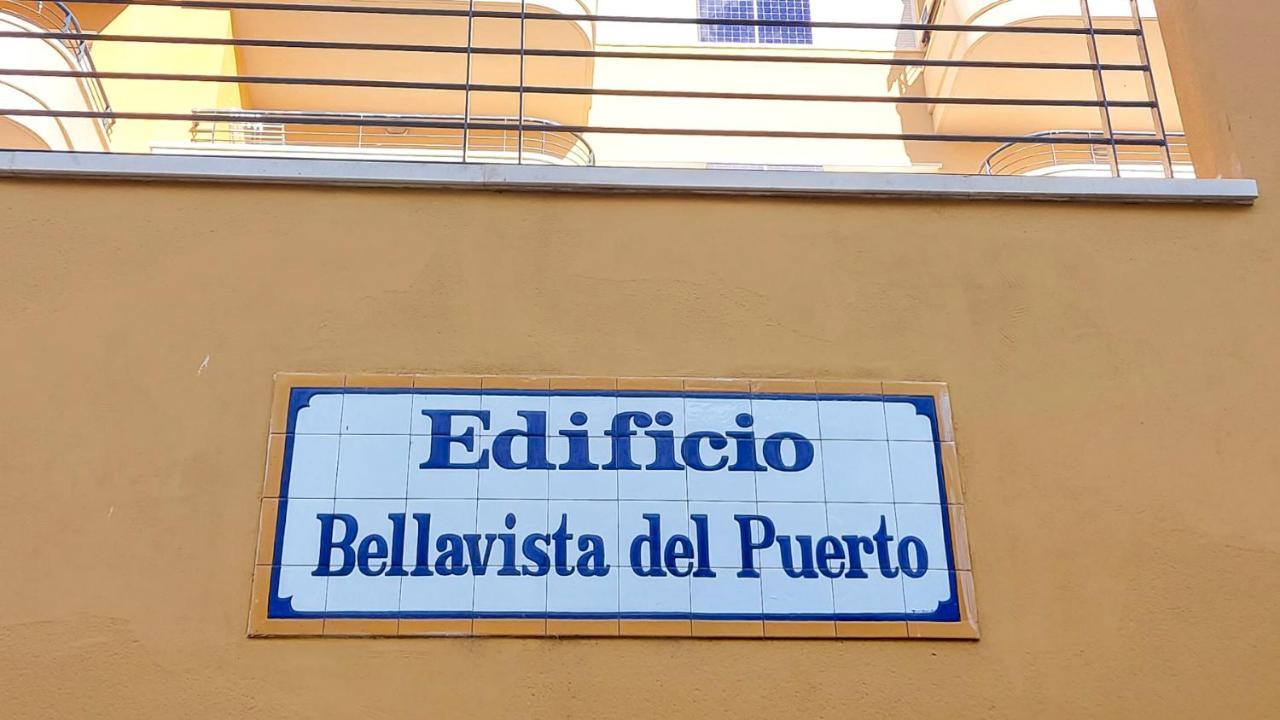 Edificio
Bellavista del Puerto